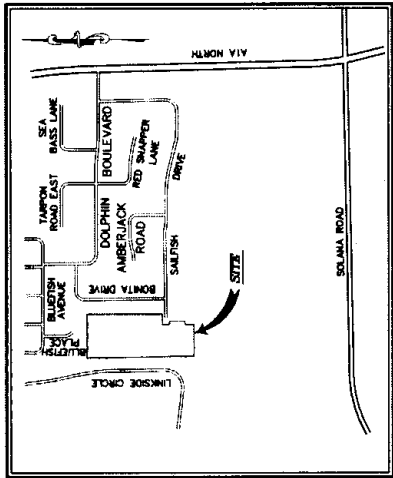 A1A NORTH
SEA
BASS LANE
BOULEVARD
RED SNAPPER
LANE
TARPON
ROAD EAST
DOLPHIN
DRIVE
AMBERJACK
ROAD
SAILFISH
SOLANA ROAD
BLUEFISH
AVENUE
BONITA DRIVE
SITE
BLUEFISH
PLACE
LINKSIDE CIRCLE